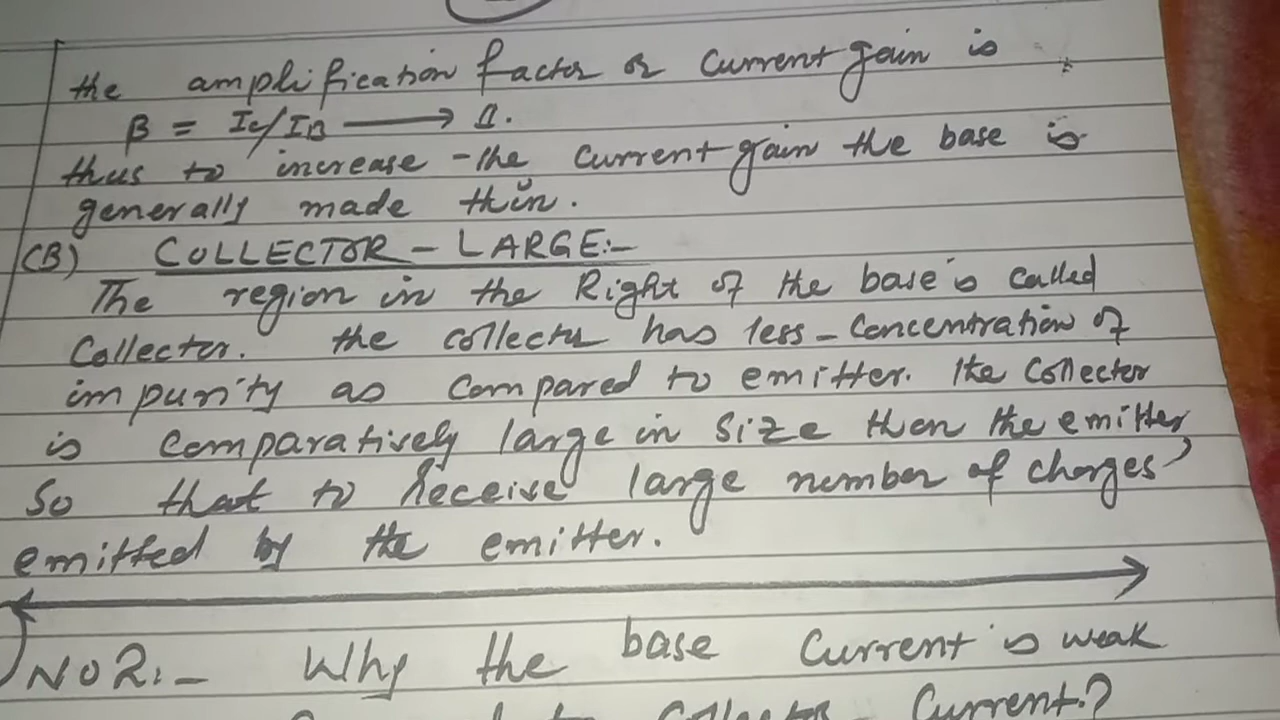 the amplification factor or Current gain is
β = Ic/IB ⟶ 1.
thus to increase the current gain the base is
generally made thin.
(B) COLLECTOR - LARGE:-
The region in the Right of the base is called
Collector. the collector has less - Concentration of
impurity as compared to emitter. the Collector
is comparatively large in size then the emitter
So that to receive large number of charges
emitted by the emitter.
NO2:- Why the base Current is weak
Collector Current?